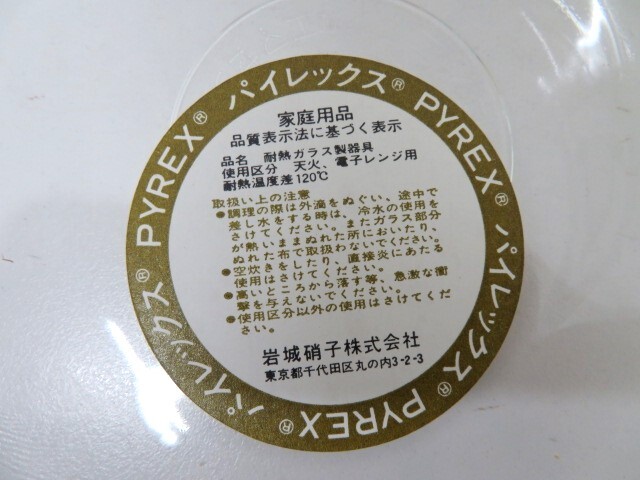 パイレックス® PYREX® パイレックス® PYREX® パイレックス® PYREX®
家庭用品
品質表示法に基づく表示
品名 耐熱ガラス製器具
使用区分 天火、電子レンジ用
耐熱温度差120℃
取扱い上の注意
●調理の際は外滴をぬぐい、途中で
差し水をする時は、冷水の使用を
さけてください。またガラス部分
が熱いままぬれた所においたり、
ぬれた布で取扱わないでください。
●空炊きをしたり、直接炎にあたる
使用はさけてください。
●高いところから落す等、急激な衝
撃を与えないでください。
●使用区分以外の使用はさけてくだ
さい。
岩城硝子株式会社
東京都千代田区丸の内3-2-3